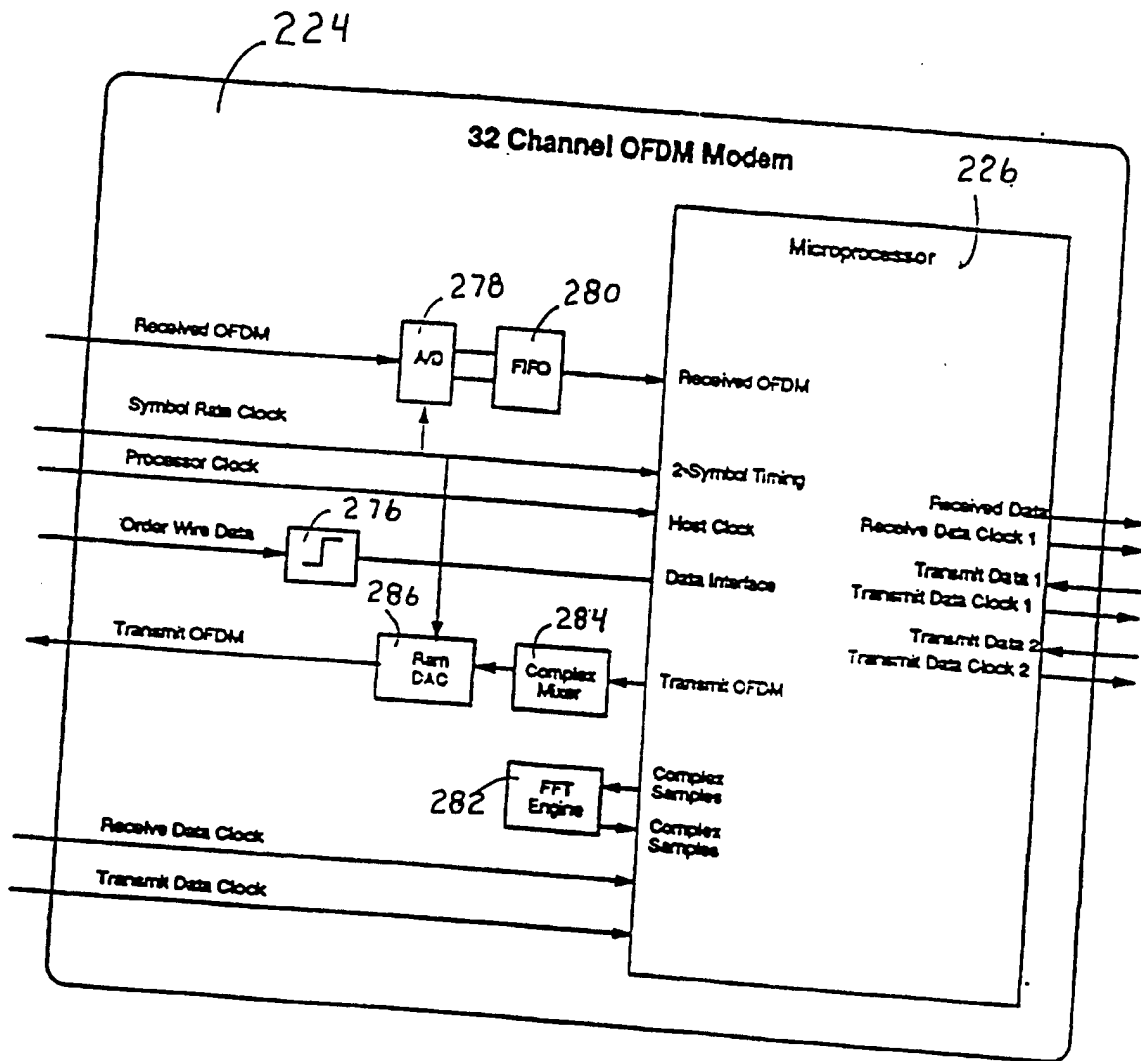 224
32 Channel OFDM Modem
226
Microprocessor
278
280
Received OFDM
A/D
FIFO
Received OFDM
Symbol Rate Clock
2-Symbol Timing
Processor Clock
Host Clock
276
Order Wire Data
Data Interface
Received Data
Receive Data Clock 1
Transmit Data 1
Transmit Data Clock 1
Transmit Data 2
Transmit Data Clock 2
286
284
Transmit OFDM
Ram
DAC
Complex
Mixer
Transmit OFDM
282
FFT
Engine
Complex
Samples
Complex
Samples
Receive Data Clock
Transmit Data Clock